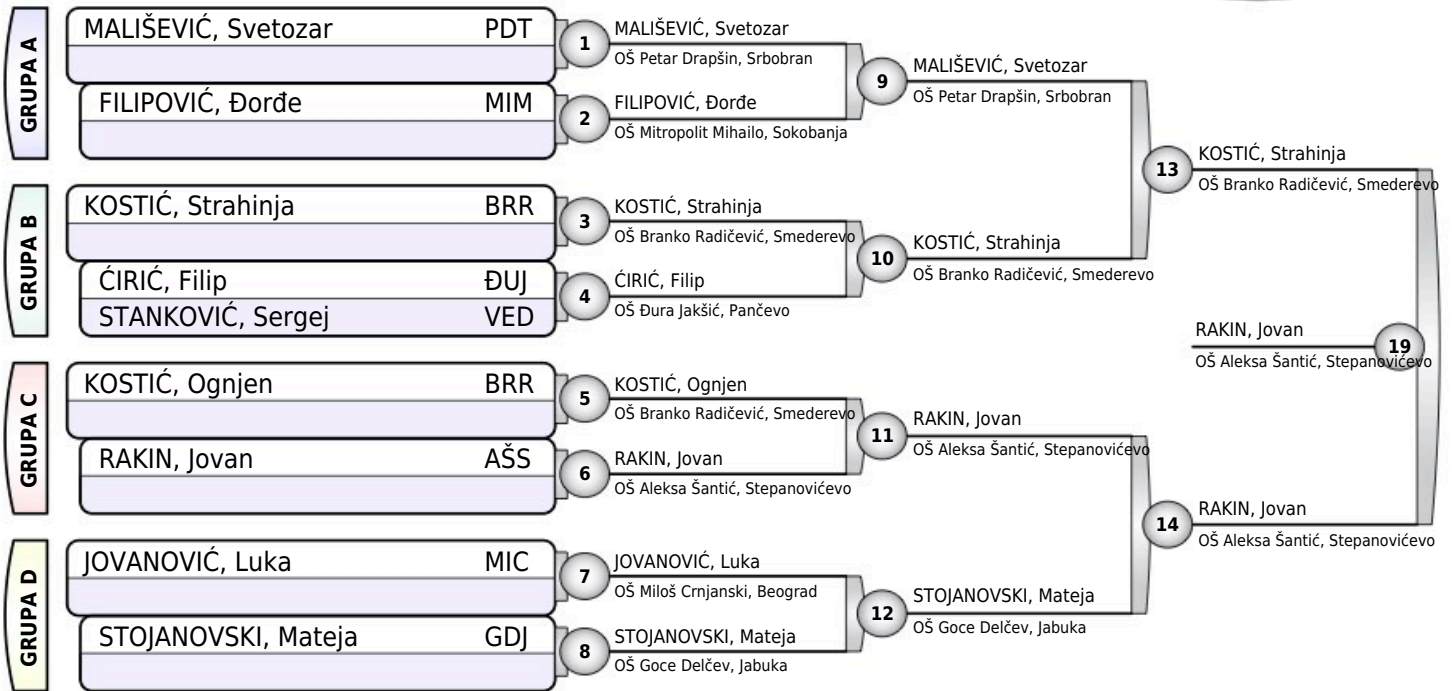 GRUPA A
MALIŠEVIĆ, Svetozar PDT
FILIPOVIĆ, Đorđe MIM
GRUPA B
KOSTIĆ, Strahinja BRR
ĆIRIĆ, Filip ĐUJ
STANKOVIĆ, Sergej VED
GRUPA C
KOSTIĆ, Ognjen BRR
RAKIN, Jovan AŠS
GRUPA D
JOVANOVIĆ, Luka MIC
STOJANOVSKI, Mateja GDJ
1
MALIŠEVIĆ, Svetozar
OŠ Petar Drapšin, Srbobran
2
FILIPOVIĆ, Đorđe
OŠ Mitropolit Mihailo, Sokobanja
3
KOSTIĆ, Strahinja
OŠ Branko Radičević, Smederevo
4
ĆIRIĆ, Filip
OŠ Đura Jakšić, Pančevo
5
KOSTIĆ, Ognjen
OŠ Branko Radičević, Smederevo
6
RAKIN, Jovan
OŠ Aleksa Šantić, Stepanovićevo
7
JOVANOVIĆ, Luka
OŠ Miloš Crnjanski, Beograd
8
STOJANOVSKI, Mateja
OŠ Goce Delčev, Jabuka
9
MALIŠEVIĆ, Svetozar
OŠ Petar Drapšin, Srbobran
10
KOSTIĆ, Strahinja
OŠ Branko Radičević, Smederevo
11
RAKIN, Jovan
OŠ Aleksa Šantić, Stepanovićevo
12
STOJANOVSKI, Mateja
OŠ Goce Delčev, Jabuka
13
KOSTIĆ, Strahinja
OŠ Branko Radičević, Smederevo
14
RAKIN, Jovan
OŠ Aleksa Šantić, Stepanovićevo
19
RAKIN, Jovan
OŠ Aleksa Šantić, Stepanovićevo